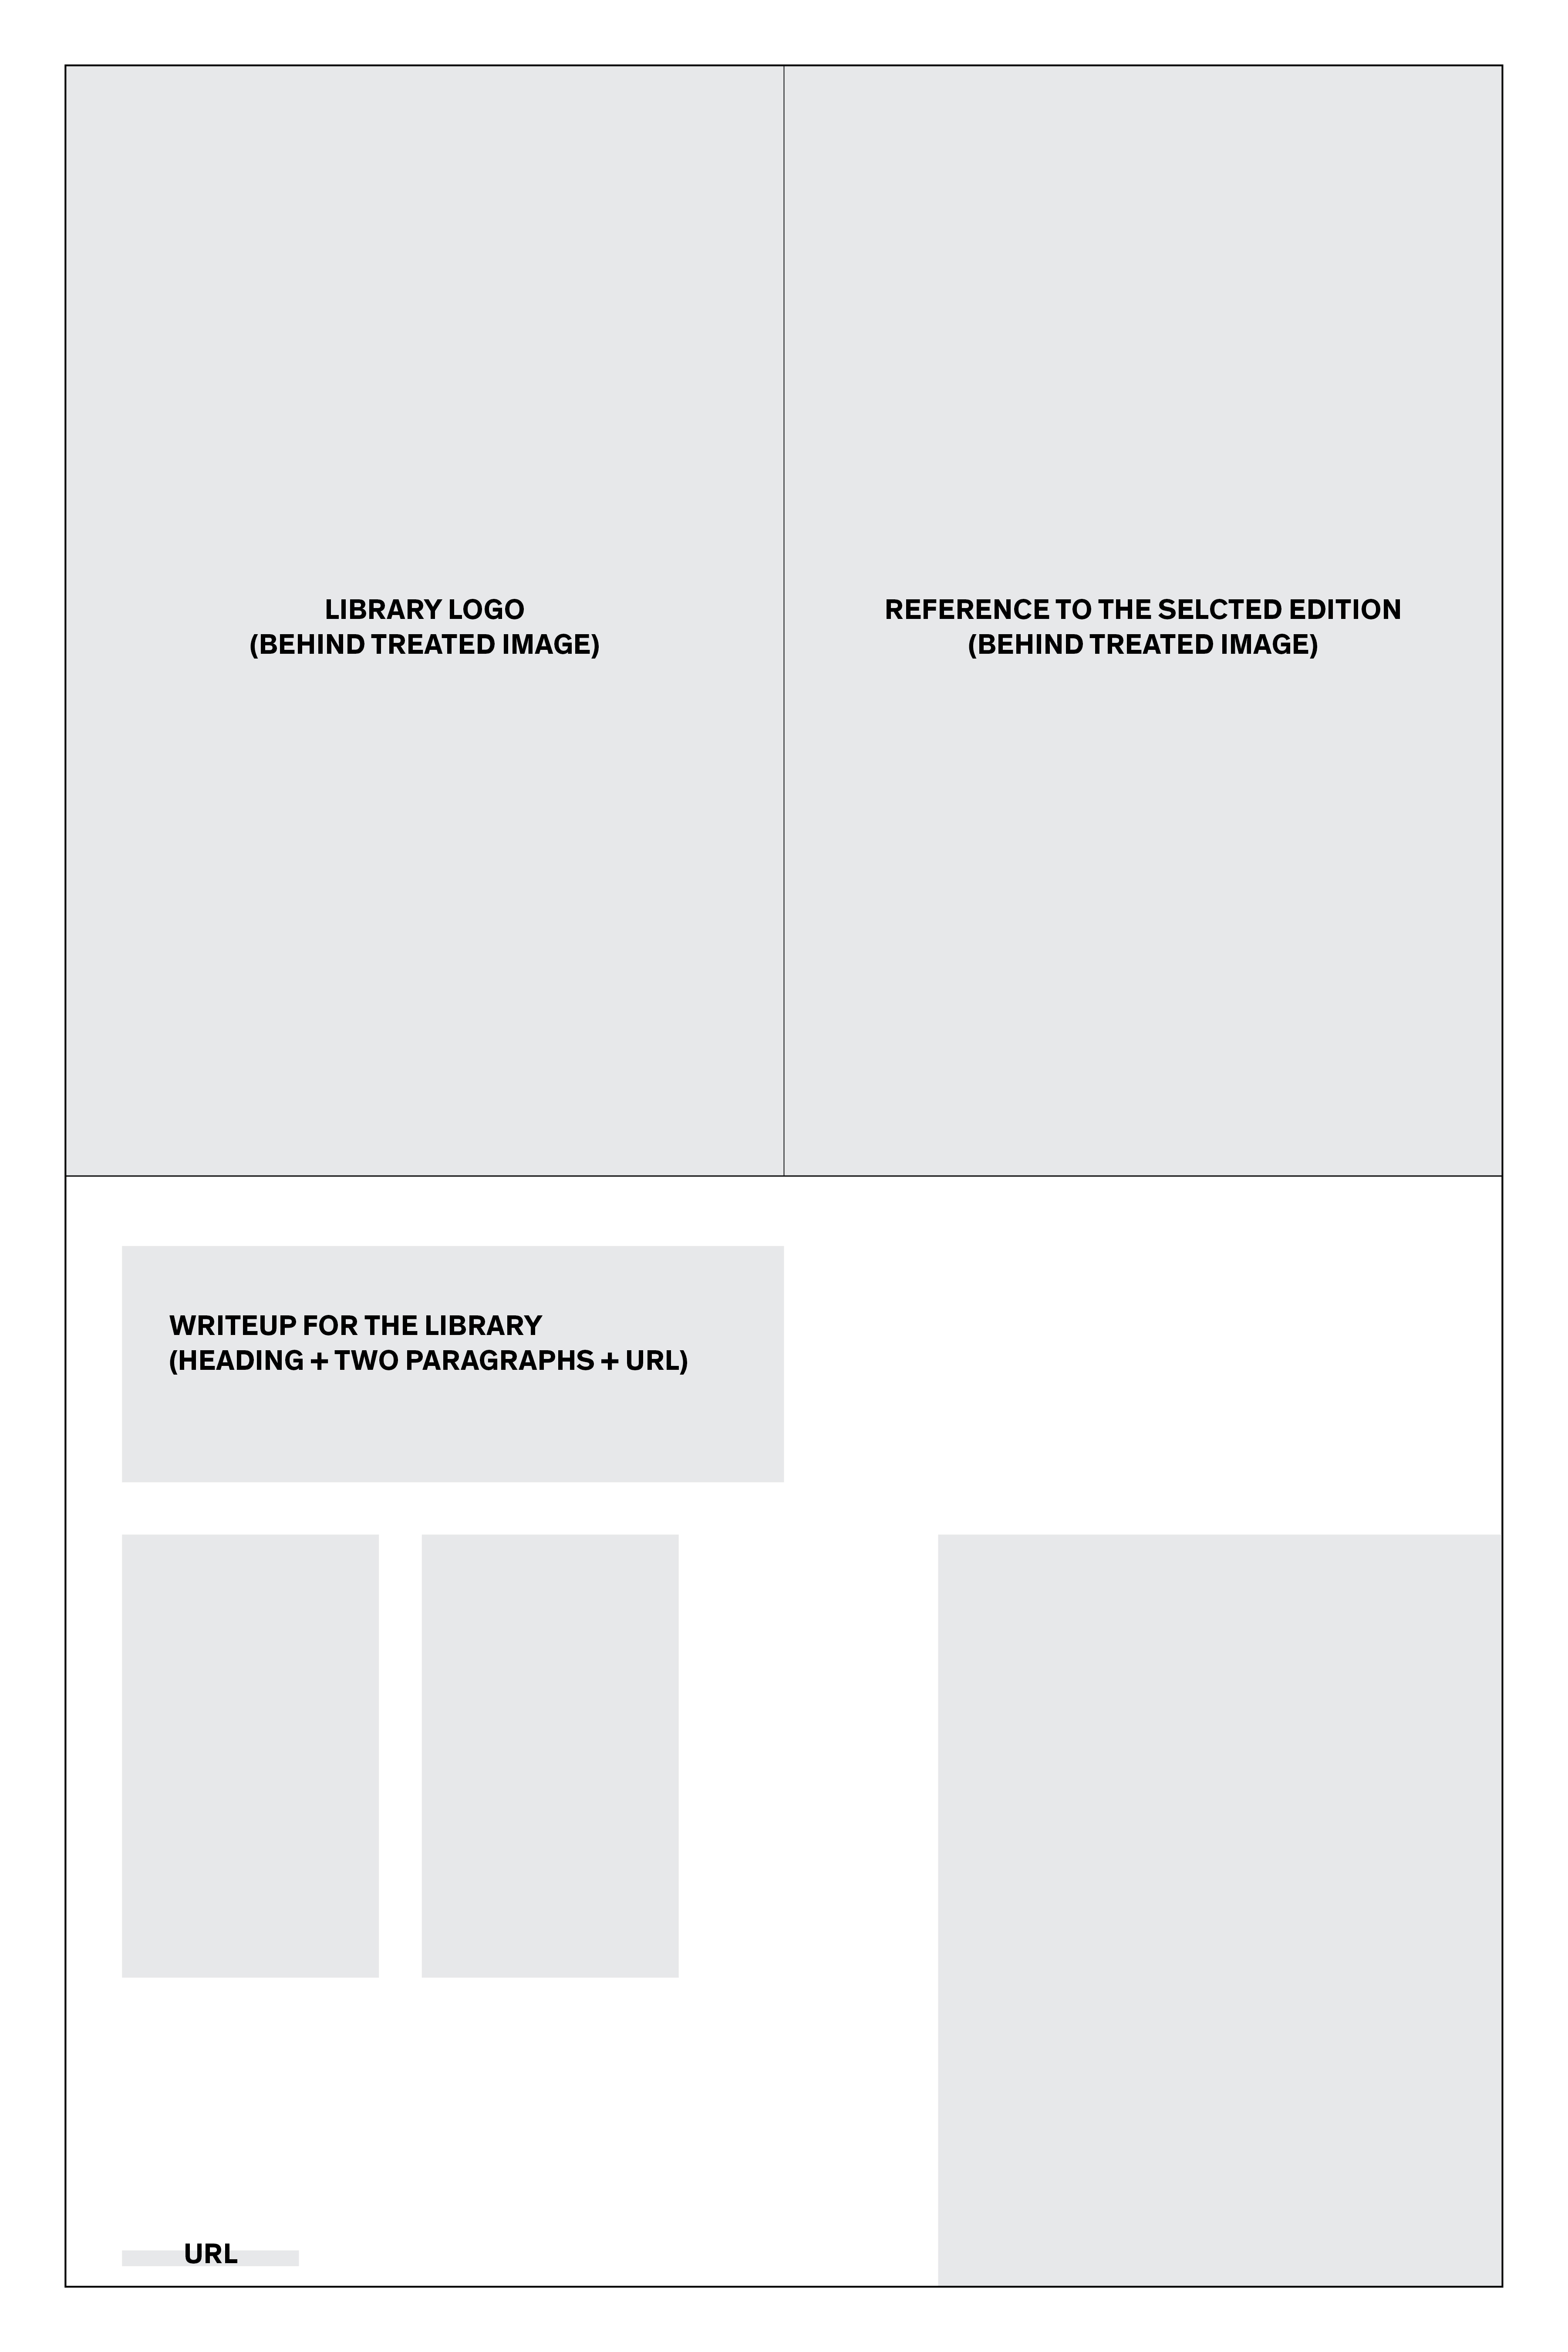 LIBRARY LOGO
(BEHIND TREATED IMAGE)
REFERENCE TO THE SELCTED EDITION
(BEHIND TREATED IMAGE)
WRITEUP FOR THE LIBRARY
(HEADING + TWO PARAGRAPHS + URL)
URL